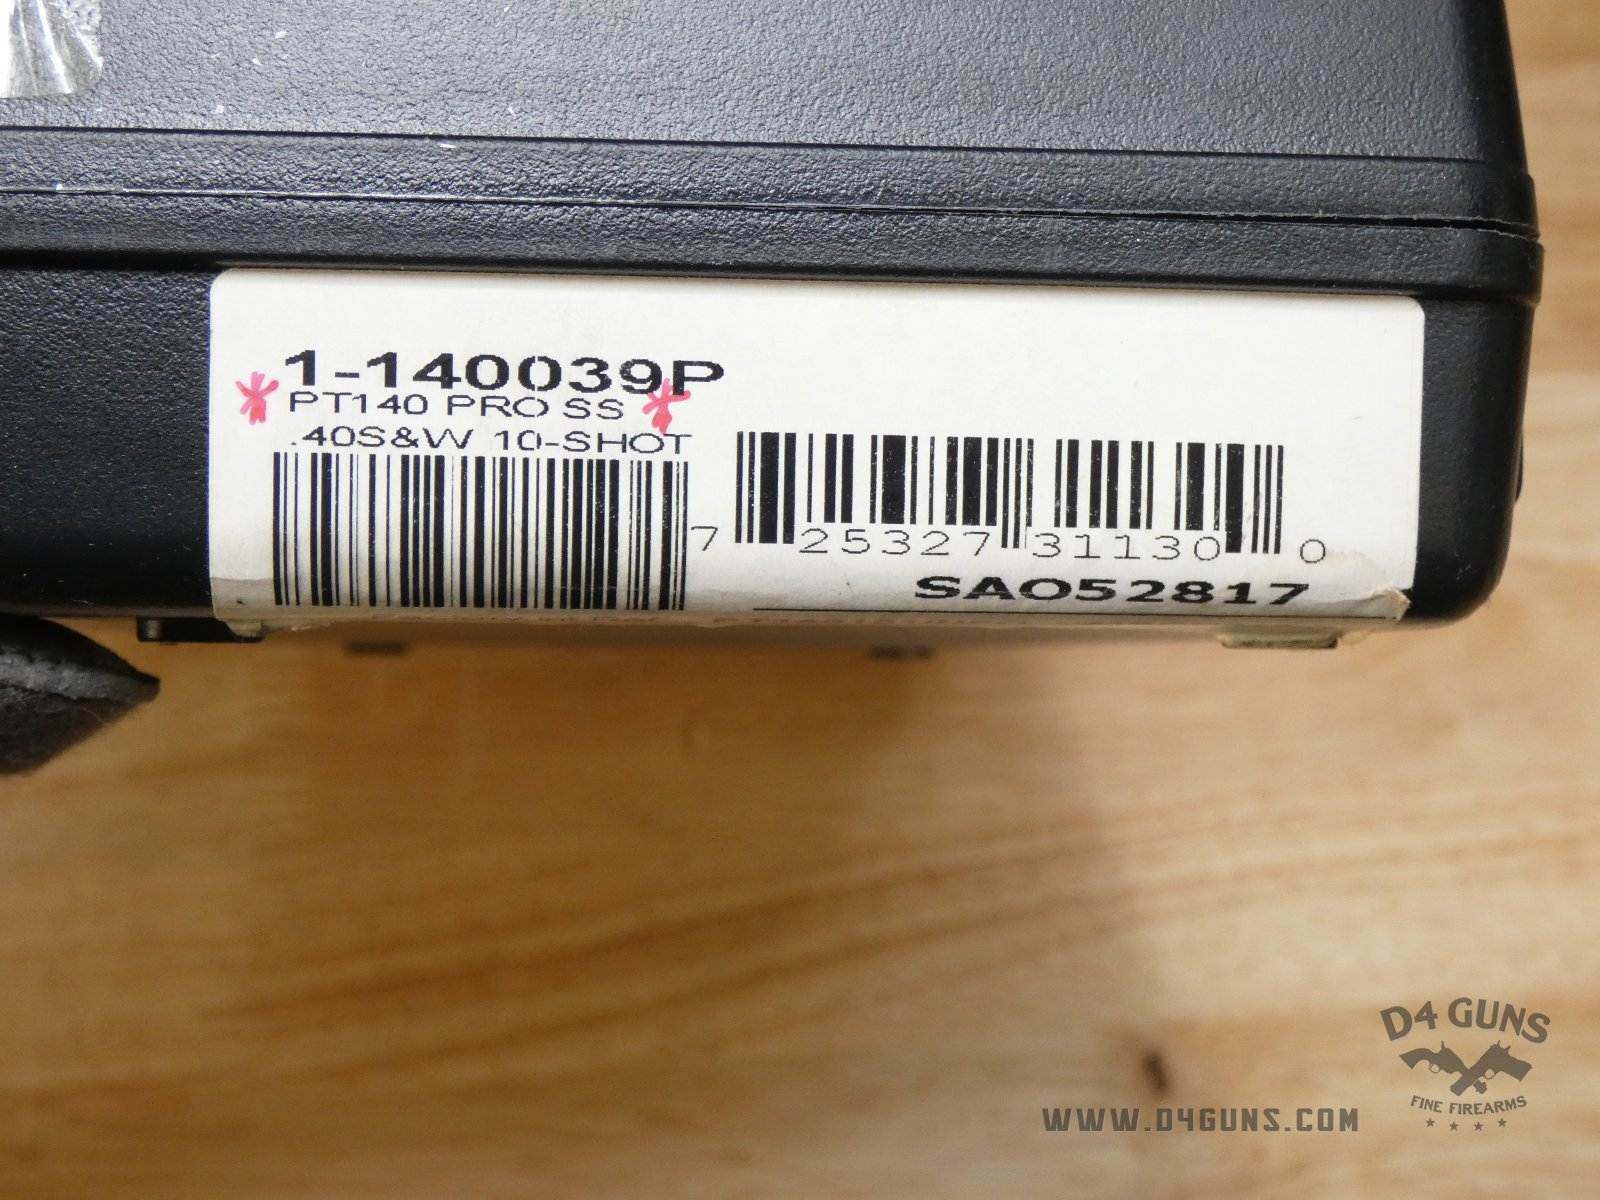 1-140039P
PT140 PRO SS
.40S&W 10-SHOT
7 25327 31130 0
SAO52817
D4 GUNS
FINE FIREARMS
WWW.D4GUNS.COM